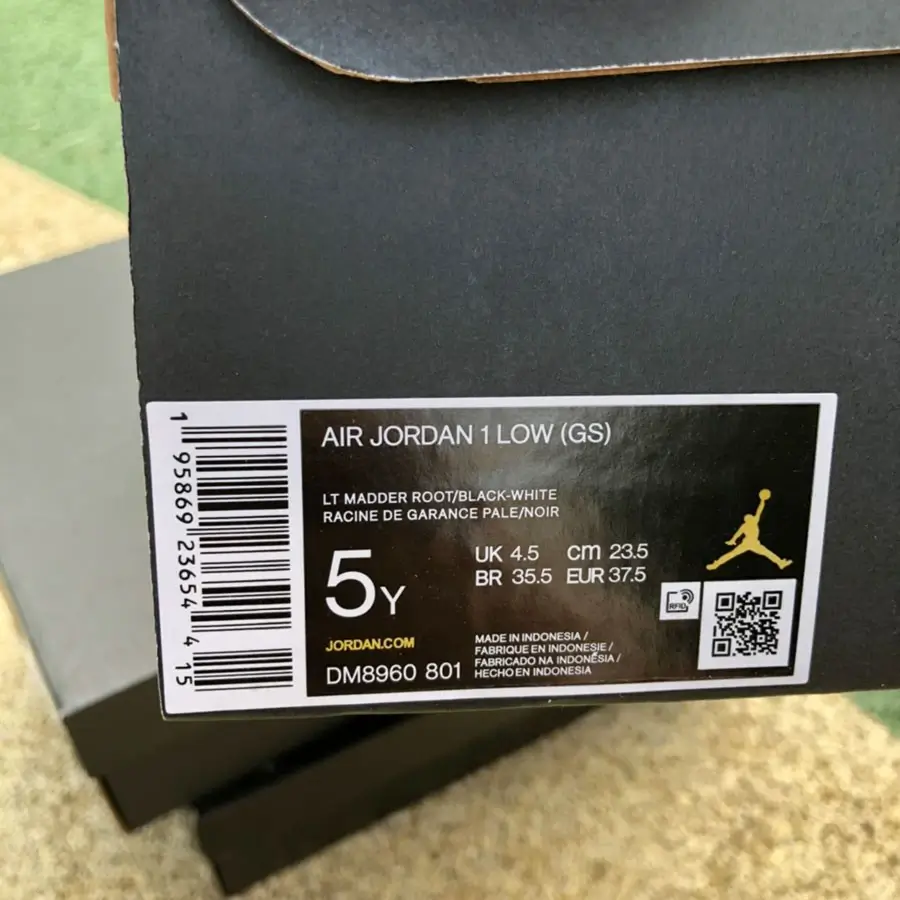 1 95869 23654 4 15
AIR JORDAN 1 LOW (GS)
LT MADDER ROOT/BLACK-WHITE
RACINE DE GARANCE PALE/NOIR
5Y
UK 4.5 cm 23.5
BR 35.5 EUR 37.5
RFID
JORDAN.COM
DM8960 801
MADE IN INDONESIA /
FABRIQUE EN INDONESIE /
FABRICADO NA INDONÉSIA /
HECHO EN INDONESIA